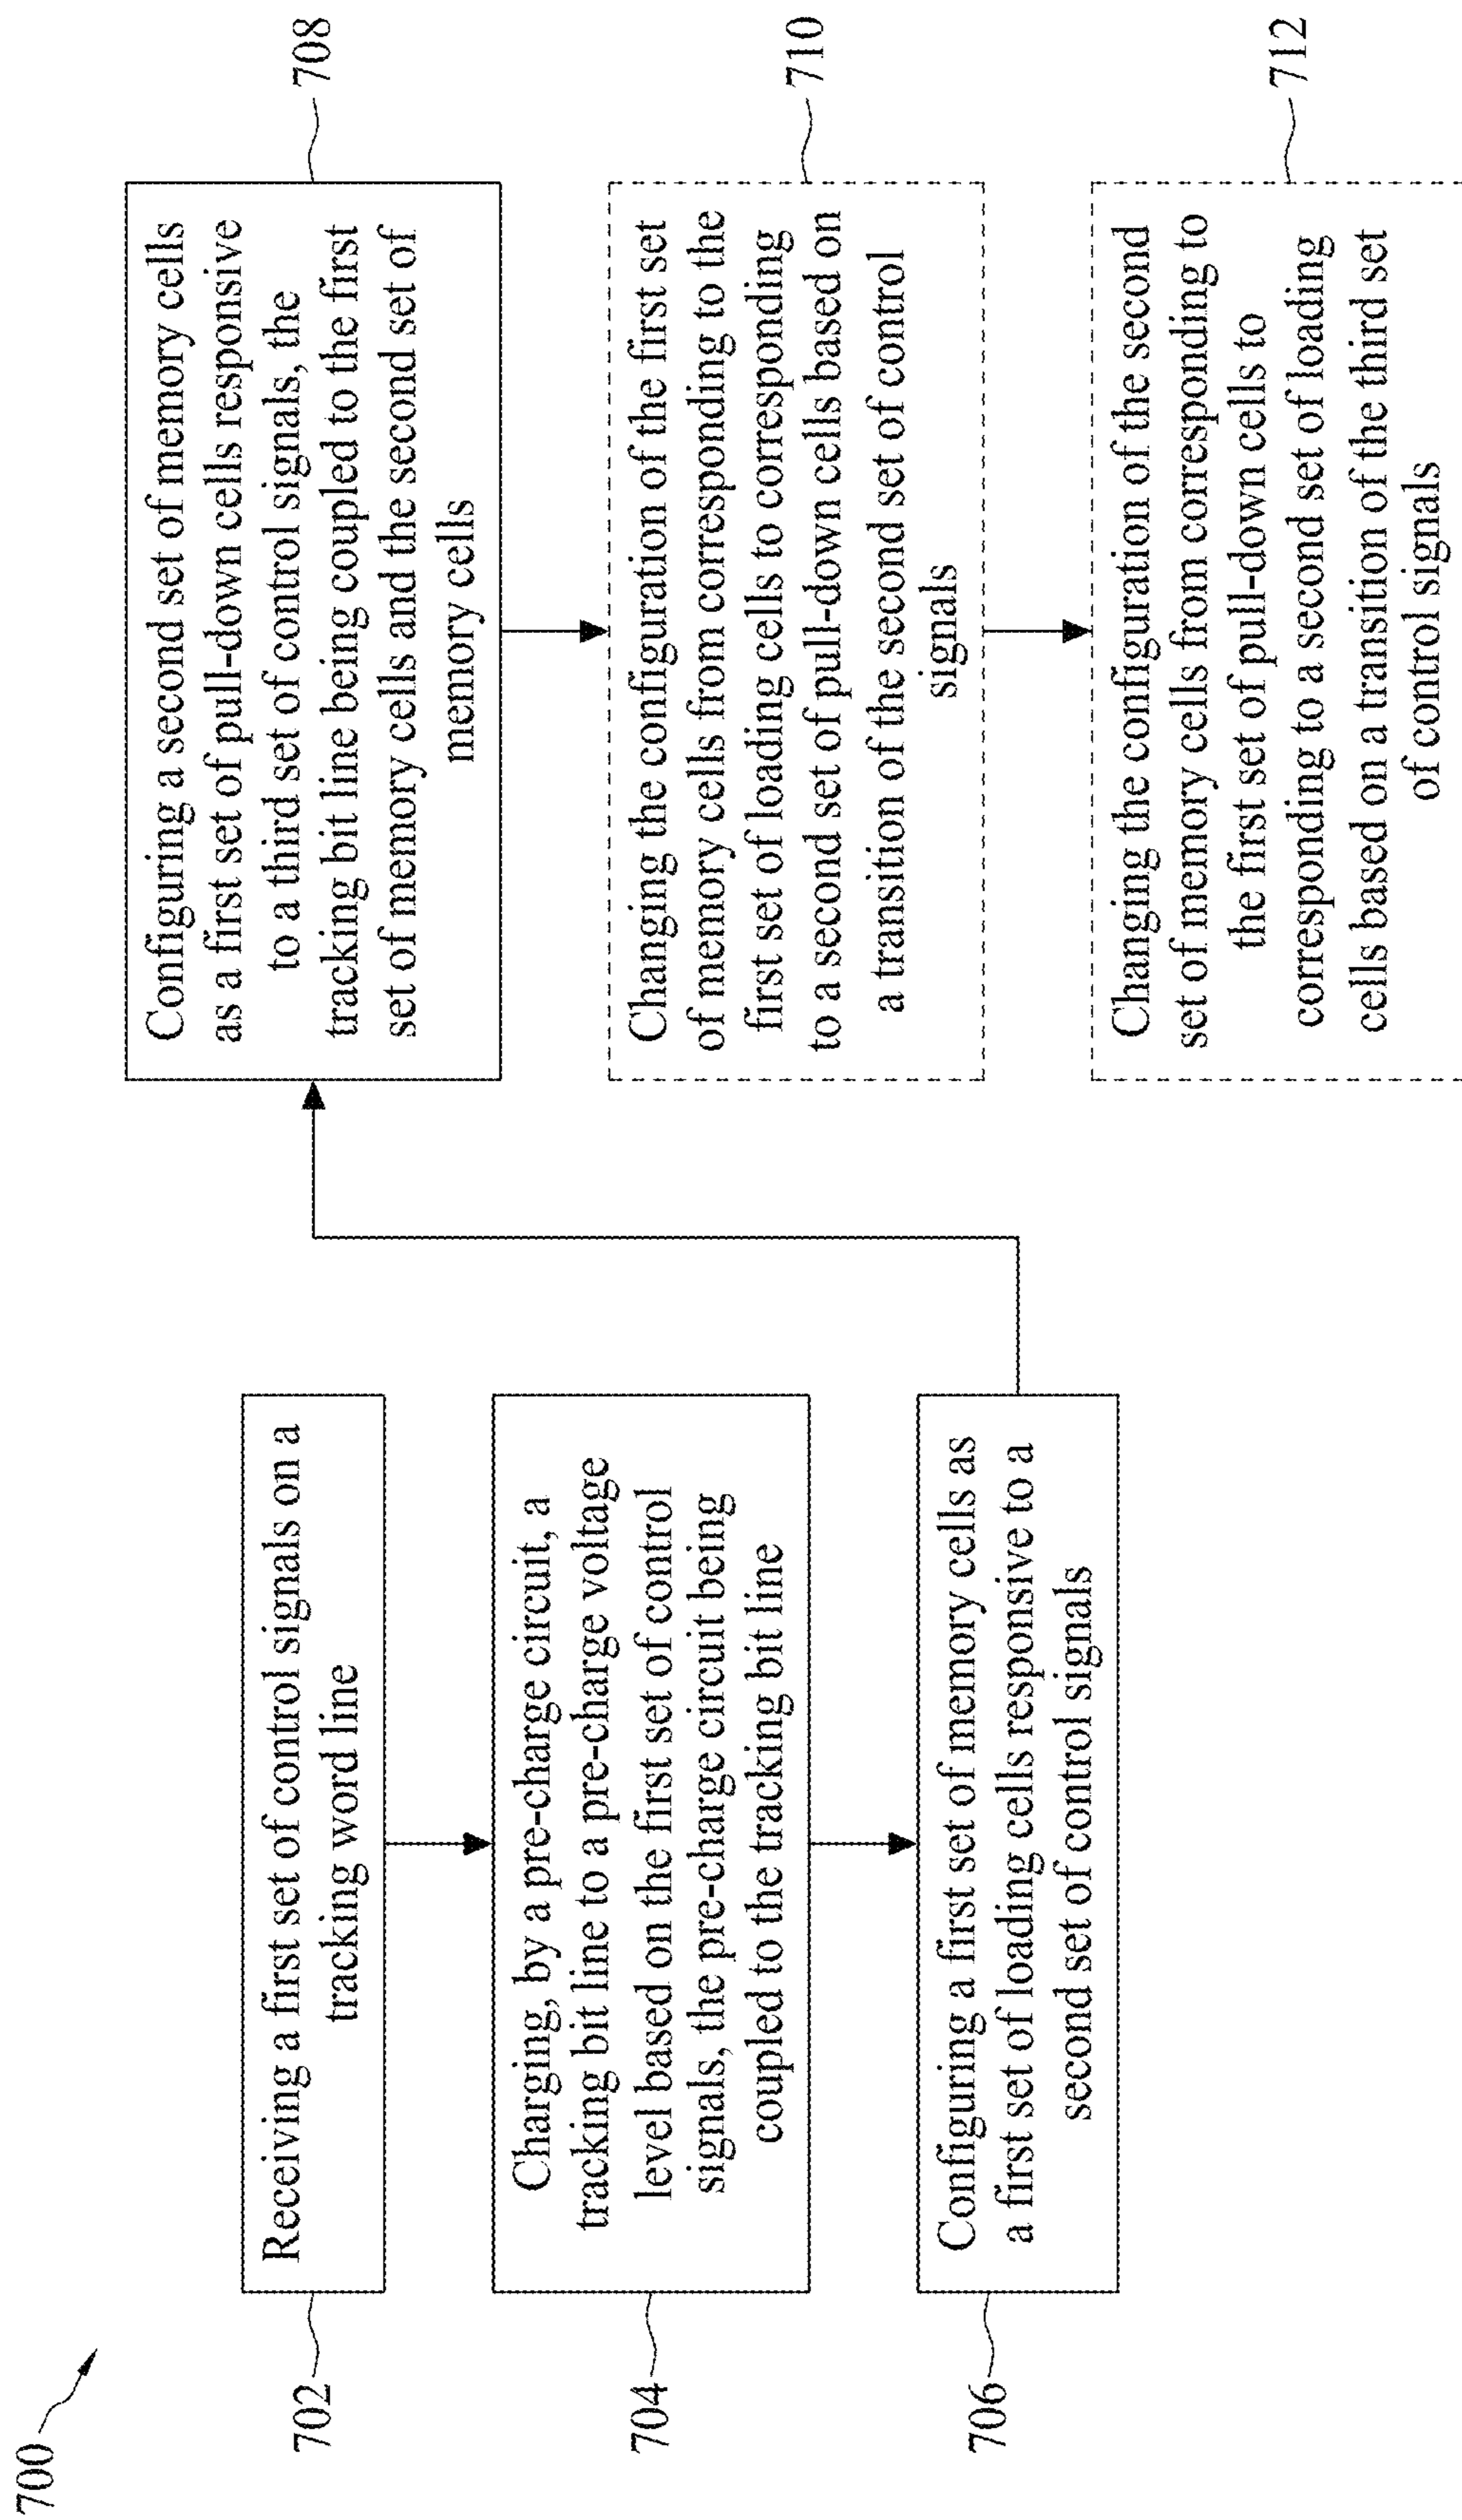 700
702
Receiving a first set of control signals on a
tracking word line
704
Charging, by a pre-charge circuit, a
tracking bit line to a pre-charge voltage
level based on the first set of control
signals, the pre-charge circuit being
coupled to the tracking bit line
706
Configuring a first set of memory cells as
a first set of loading cells responsive to a
second set of control signals
708
Configuring a second set of memory cells
as a first set of pull-down cells responsive
to a third set of control signals, the
tracking bit line being coupled to the first
set of memory cells and the second set of
memory cells
710
Changing the configuration of the first set
of memory cells from corresponding to the
first set of loading cells to corresponding
to a second set of pull-down cells based on
a transition of the second set of control
signals
712
Changing the configuration of the second
set of memory cells from corresponding to
the first set of pull-down cells to
corresponding to a second set of loading
cells based on a transition of the third set
of control signals